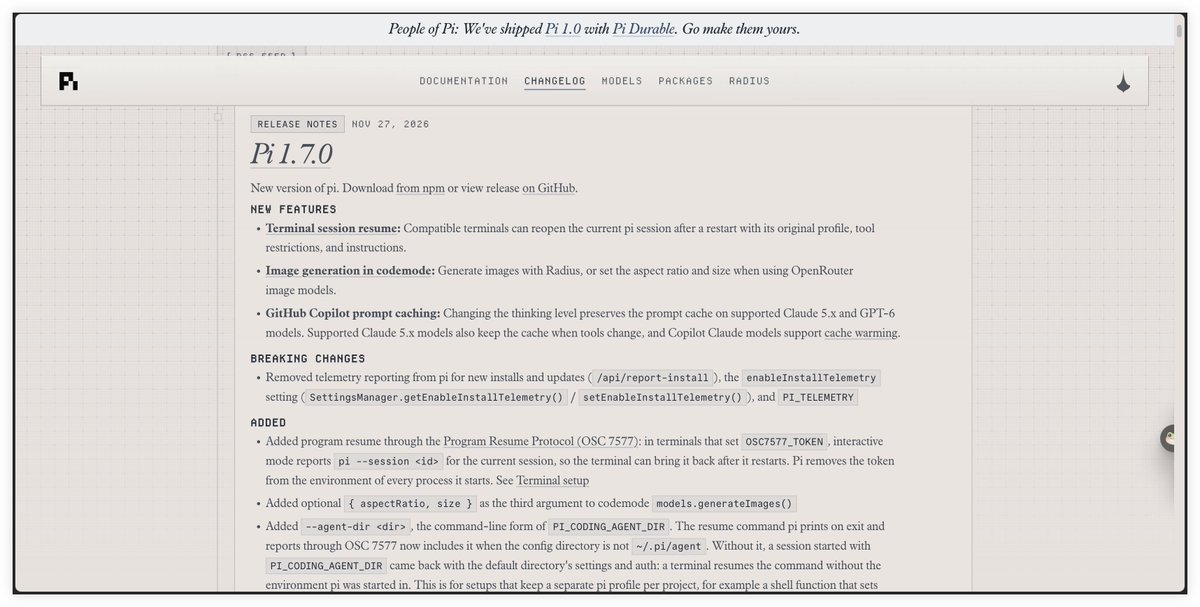 People of Pi: We've shipped Pi 1.0 with Pi Durable. Go make them yours.
DOCUMENTATION CHANGELOG MODELS PACKAGES RADIUS
RELEASE NOTES NOV 27, 2026
Pi 1.7.0
New version of pi. Download from npm or view release on GitHub.
NEW FEATURES
• Terminal session resume: Compatible terminals can reopen the current pi session after a restart with its original profile, tool
restrictions, and instructions.
• Image generation in codemode: Generate images with Radius, or set the aspect ratio and size when using OpenRouter
image models.
• GitHub Copilot prompt caching: Changing the thinking level preserves the prompt cache on supported Claude 5.x and GPT-6
models. Supported Claude 5.x models also keep the cache when tools change, and Copilot Claude models support cache warming.
BREAKING CHANGES
• Removed telemetry reporting from pi for new installs and updates ( /api/report-install ), the enableInstallTelemetry
setting ( SettingsManager.getEnableInstallTelemetry() / setEnableInstallTelemetry() ), and PI_TELEMETRY
ADDED
• Added program resume through the Program Resume Protocol (OSC 7577): in terminals that set OSC7577_TOKEN , interactive
mode reports pi --session <id> for the current session, so the terminal can bring it back after it restarts. Pi removes the token
from the environment of every process it starts. See Terminal setup
• Added optional { aspectRatio, size } as the third argument to codemode models.generateImages()
• Added --agent-dir <dir> , the command-line form of PI_CODING_AGENT_DIR . The resume command pi prints on exit and
reports through OSC 7577 now includes it when the config directory is not ~/.pi/agent . Without it, a session started with
PI_CODING_AGENT_DIR came back with the default directory's settings and auth: a terminal resumes the command without the
environment pi was started in. This is for setups that keep a separate pi profile per project, for example a shell function that sets